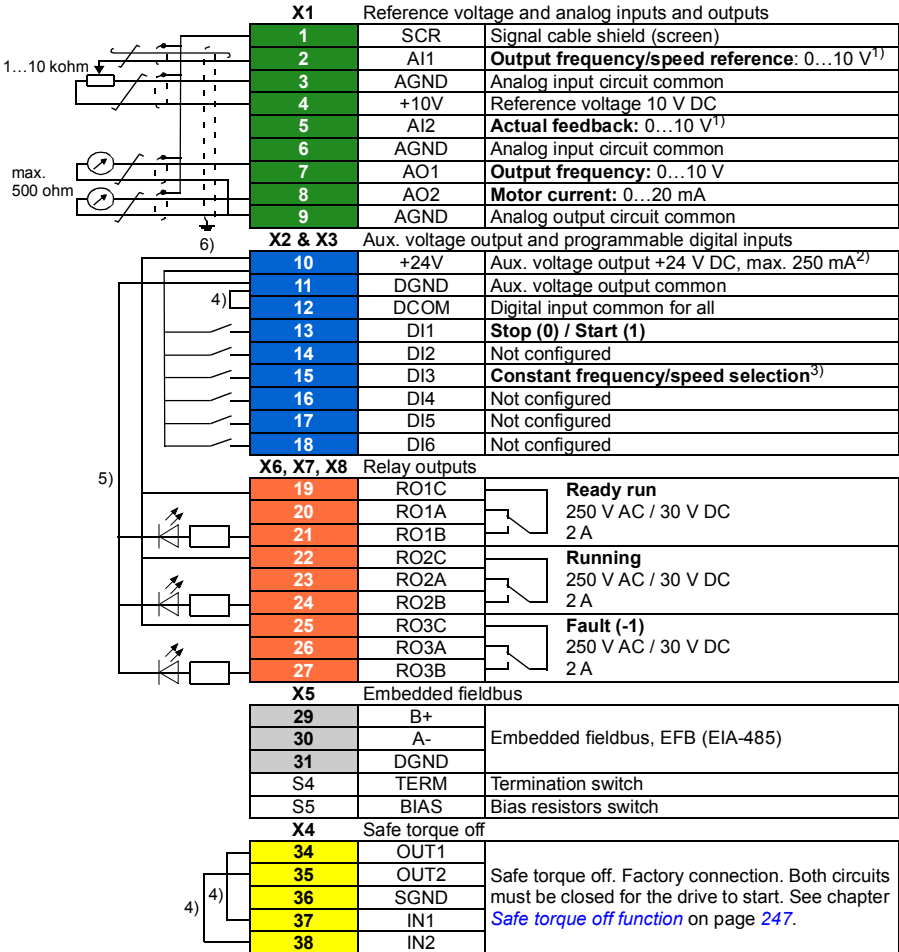 X1 Reference voltage and analog inputs and outputs
1 SCR Signal cable shield (screen)
1…10 kohm 2 AI1 Output frequency/speed reference: 0…10 V1)
3 AGND Analog input circuit common
4 +10V Reference voltage 10 V DC
5 AI2 Actual feedback: 0…10 V1)
6 AGND Analog input circuit common
max. 500 ohm
7 AO1 Output frequency: 0…10 V
8 AO2 Motor current: 0…20 mA
9 AGND Analog output circuit common
6) X2 & X3 Aux. voltage output and programmable digital inputs
10 +24V Aux. voltage output +24 V DC, max. 250 mA2)
11 DGND Aux. voltage output common
4) 12 DCOM Digital input common for all
13 DI1 Stop (0) / Start (1)
14 DI2 Not configured
15 DI3 Constant frequency/speed selection3)
16 DI4 Not configured
17 DI5 Not configured
18 DI6 Not configured
5) X6, X7, X8 Relay outputs
19 RO1C Ready run
20 RO1A 250 V AC / 30 V DC
21 RO1B 2 A
22 RO2C Running
23 RO2A 250 V AC / 30 V DC
24 RO2B 2 A
25 RO3C Fault (-1)
26 RO3A 250 V AC / 30 V DC
27 RO3B 2 A
X5 Embedded fieldbus
29 B+
30 A- Embedded fieldbus, EFB (EIA-485)
31 DGND
S4 TERM Termination switch
S5 BIAS Bias resistors switch
X4 Safe torque off
34 OUT1
35 OUT2 Safe torque off. Factory connection. Both circuits
4) 4) 36 SGND must be closed for the drive to start. See chapter
37 IN1 Safe torque off function on page 247.
38 IN2